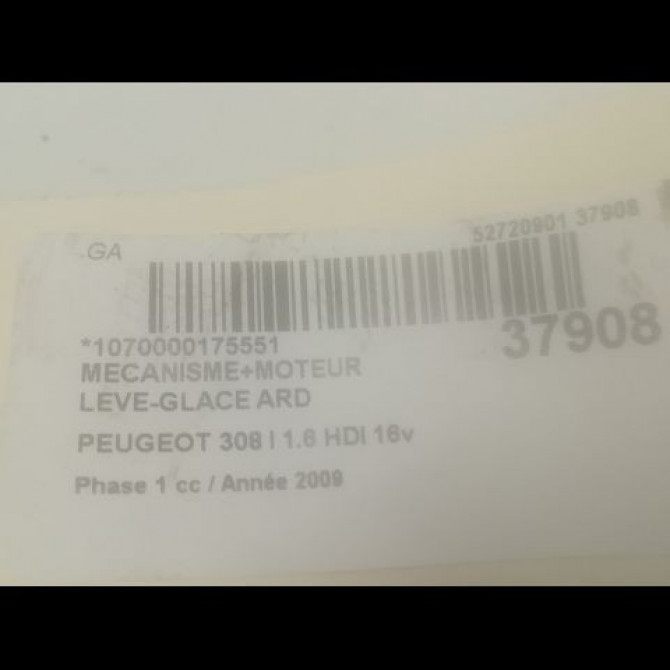 GA
52720901 37908
37908
*1070000175551
MECANISME+MOTEUR
LEVE-GLACE ARD
PEUGEOT 308 I 1.6 HDI 16v
Phase 1 cc / Année 2009